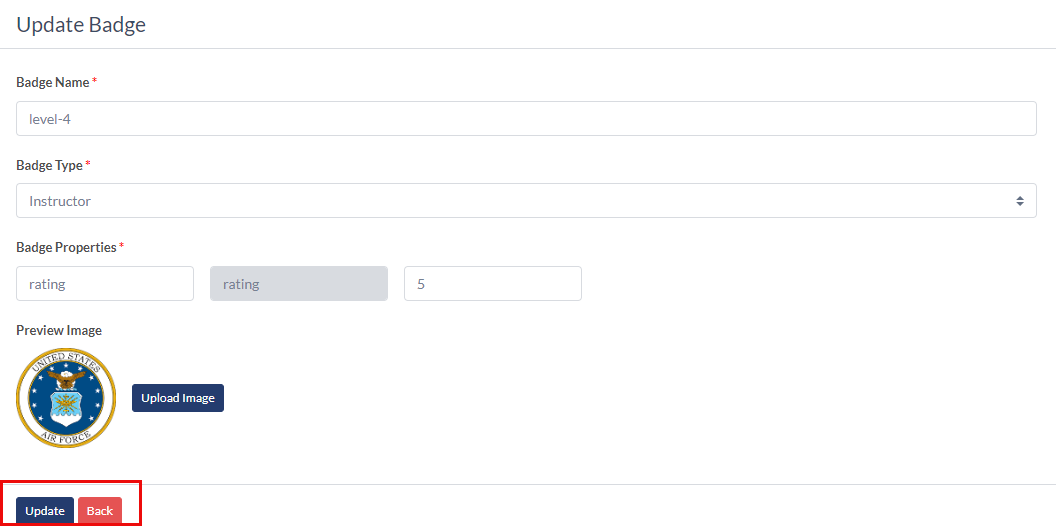 Update Badge
Badge Name *
level-4
Badge Type *
Instructor
Badge Properties *
rating rating 5
Preview Image
UNITED STATES
AIR FORCE
Upload Image
Update Back